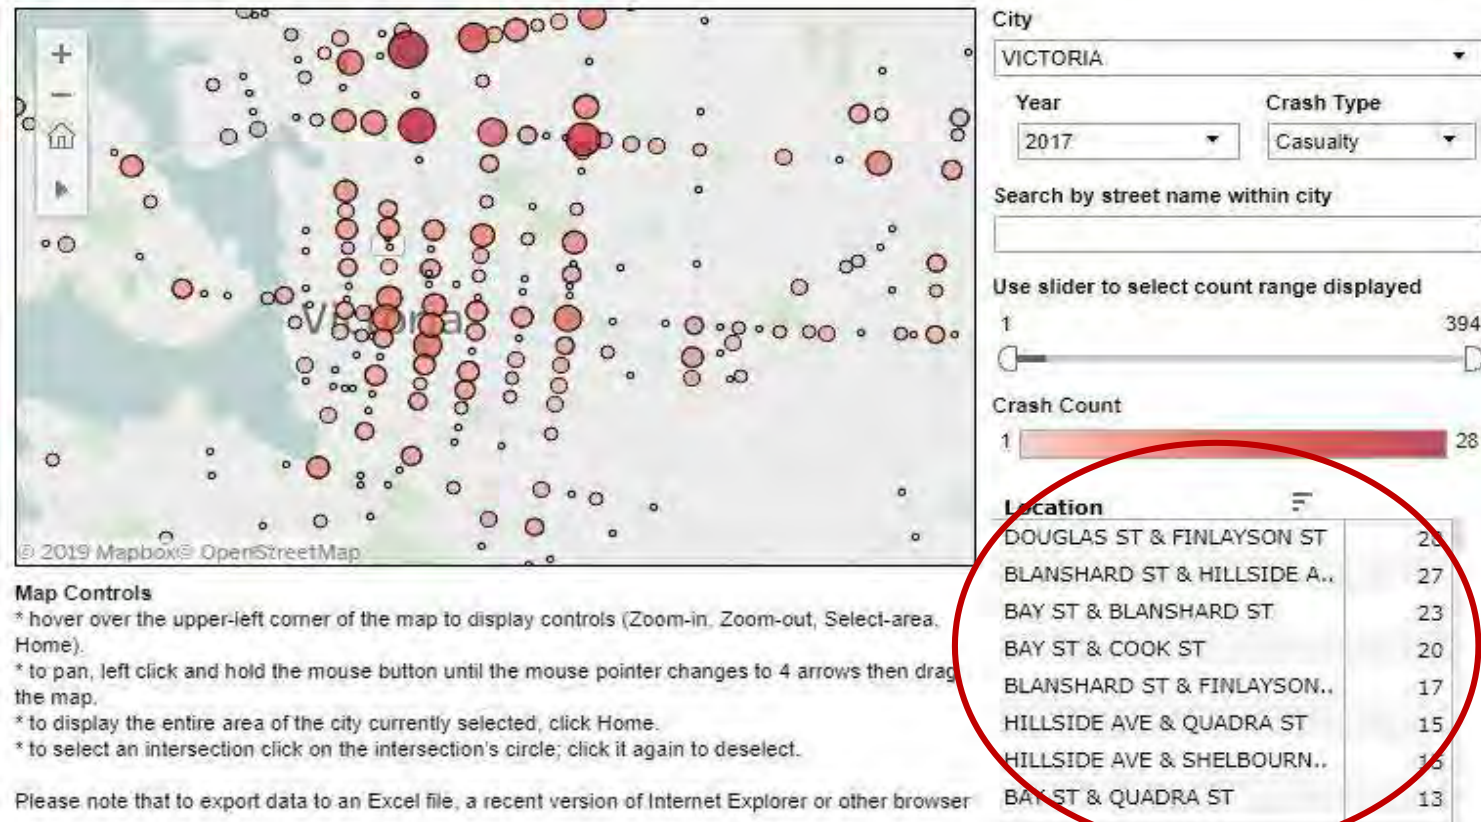 Victoria
© 2019 Mapbox © OpenStreetMap
City
VICTORIA
Year
Crash Type
2017
Casualty
Search by street name within city
Use slider to select count range displayed
1
394
Crash Count
1
28
Location
DOUGLAS ST & FINLAYSON ST 28
BLANSHARD ST & HILLSIDE A.. 27
BAY ST & BLANSHARD ST 23
BAY ST & COOK ST 20
BLANSHARD ST & FINLAYSON.. 17
HILLSIDE AVE & QUADRA ST 15
HILLSIDE AVE & SHELBOURN.. 15
BAY ST & QUADRA ST 13
Map Controls
* hover over the upper-left corner of the map to display controls (Zoom-in, Zoom-out, Select-area,
Home).
* to pan, left click and hold the mouse button until the mouse pointer changes to 4 arrows then drag
the map.
* to display the entire area of the city currently selected, click Home.
* to select an intersection click on the intersection's circle; click it again to deselect.
Please note that to export data to an Excel file, a recent version of Internet Explorer or other browser